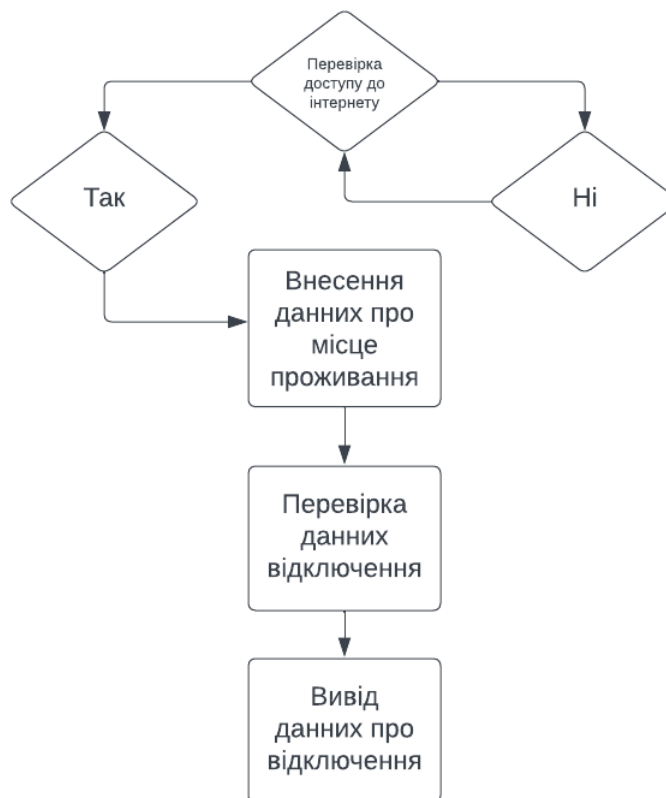 Перевірка
доступу до
інтернету
Так
Ні
Внесення
данних про
місце
проживання
Перевірка
данних
відключення
Вивід
данних про
відключення